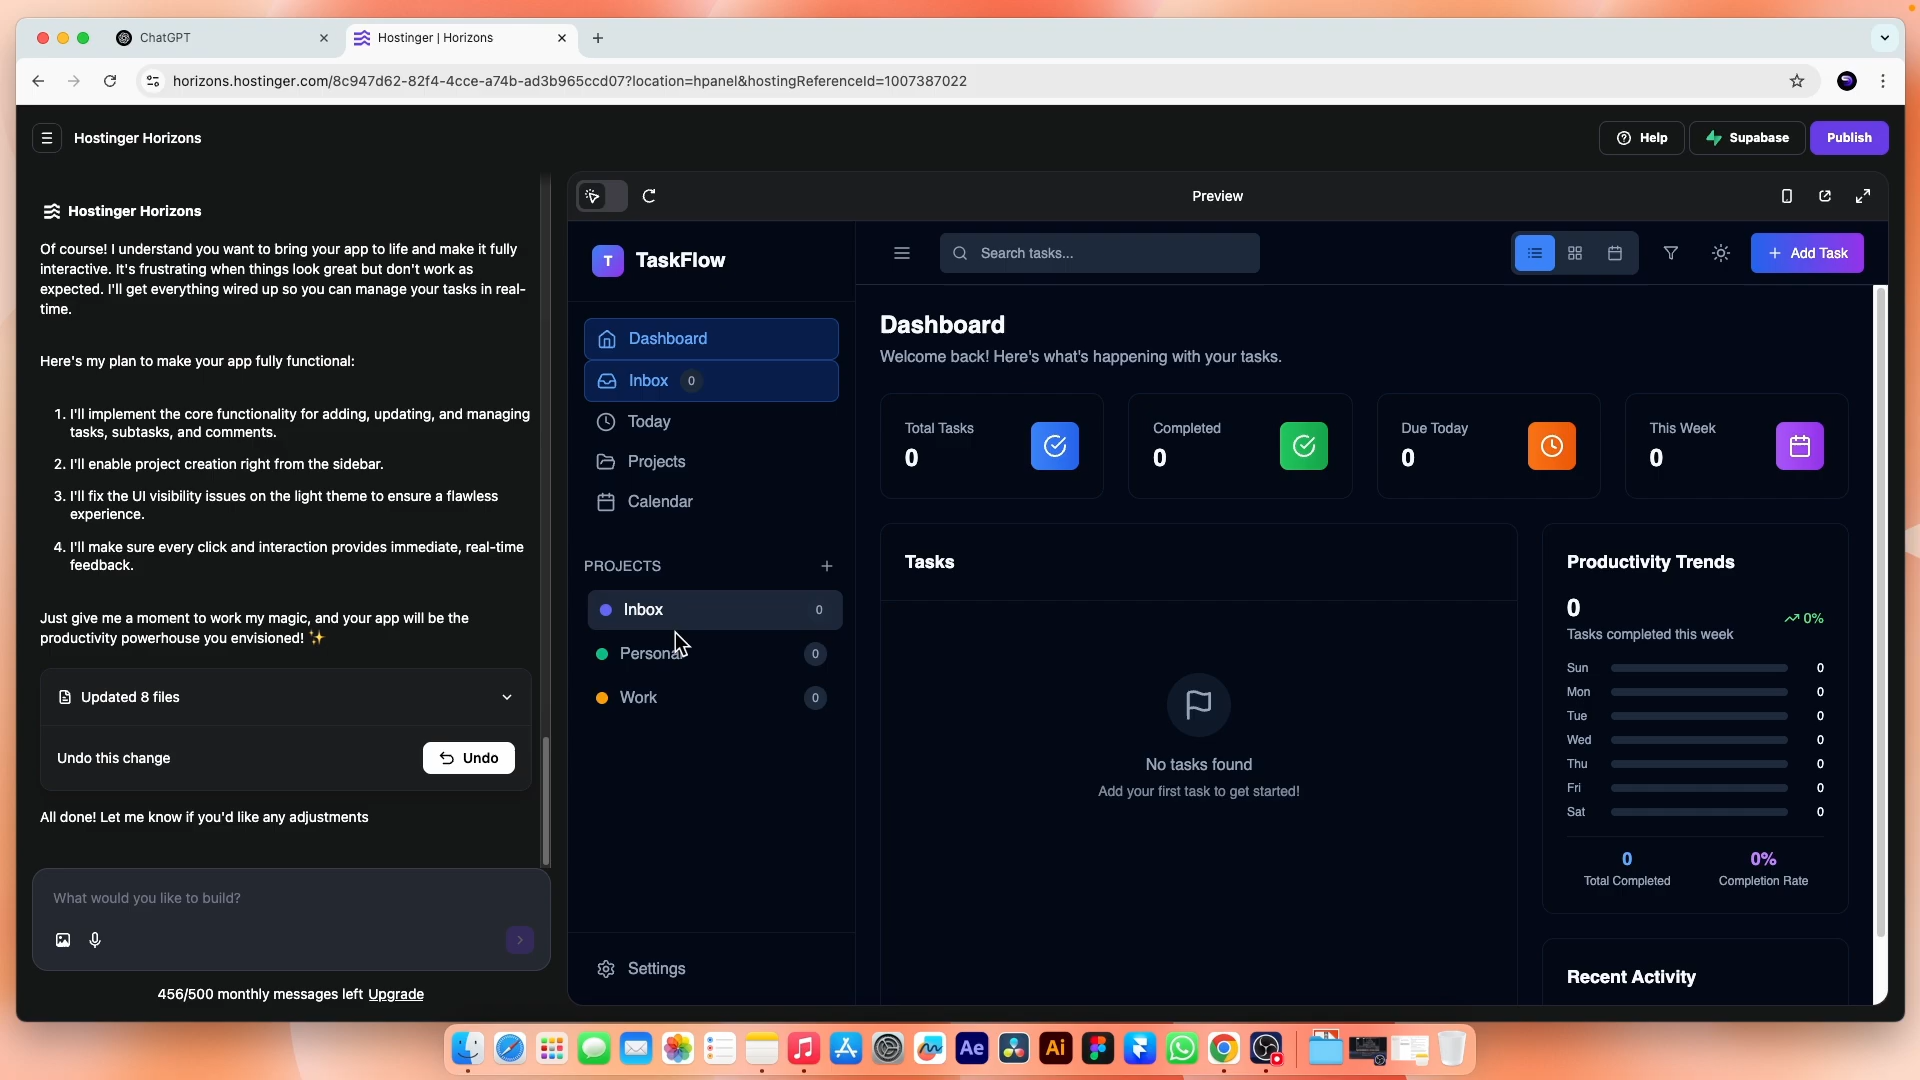 ChatGPT
Hostinger | Horizons
horizons.hostinger.com/8c947d62-82f4-4cce-a74b-ad3b965ccd07?location=hpanel&hostingReferenceId=1007387022
Hostinger Horizons
Help
Supabase
Publish
Hostinger Horizons
Of course! I understand you want to bring your app to life and make it fully
interactive. It's frustrating when things look great but don't work as
expected. I'll get everything wired up so you can manage your tasks in real-
time.
Here's my plan to make your app fully functional:
1. I'll implement the core functionality for adding, updating, and managing
tasks, subtasks, and comments.
2. I'll enable project creation right from the sidebar.
3. I'll fix the UI visibility issues on the light theme to ensure a flawless
experience.
4. I'll make sure every click and interaction provides immediate, real-time
feedback.
Just give me a moment to work my magic, and your app will be the
productivity powerhouse you envisioned! ✨
Updated 8 files
Undo this change
Undo
All done! Let me know if you'd like any adjustments
What would you like to build?
456/500 monthly messages left Upgrade
Preview
T
TaskFlow
Dashboard
Inbox 0
Today
Projects
Calendar
PROJECTS
Inbox 0
Personal 0
Work 0
Settings
Search tasks...
Add Task
Dashboard
Welcome back! Here's what's happening with your tasks.
Total Tasks
0
Completed
0
Due Today
0
This Week
0
Tasks
No tasks found
Add your first task to get started!
Productivity Trends
0
0%
Tasks completed this week
Sun 0
Mon 0
Tue 0
Wed 0
Thu 0
Fri 0
Sat 0
0
Total Completed
0%
Completion Rate
Recent Activity
Ae
Ai